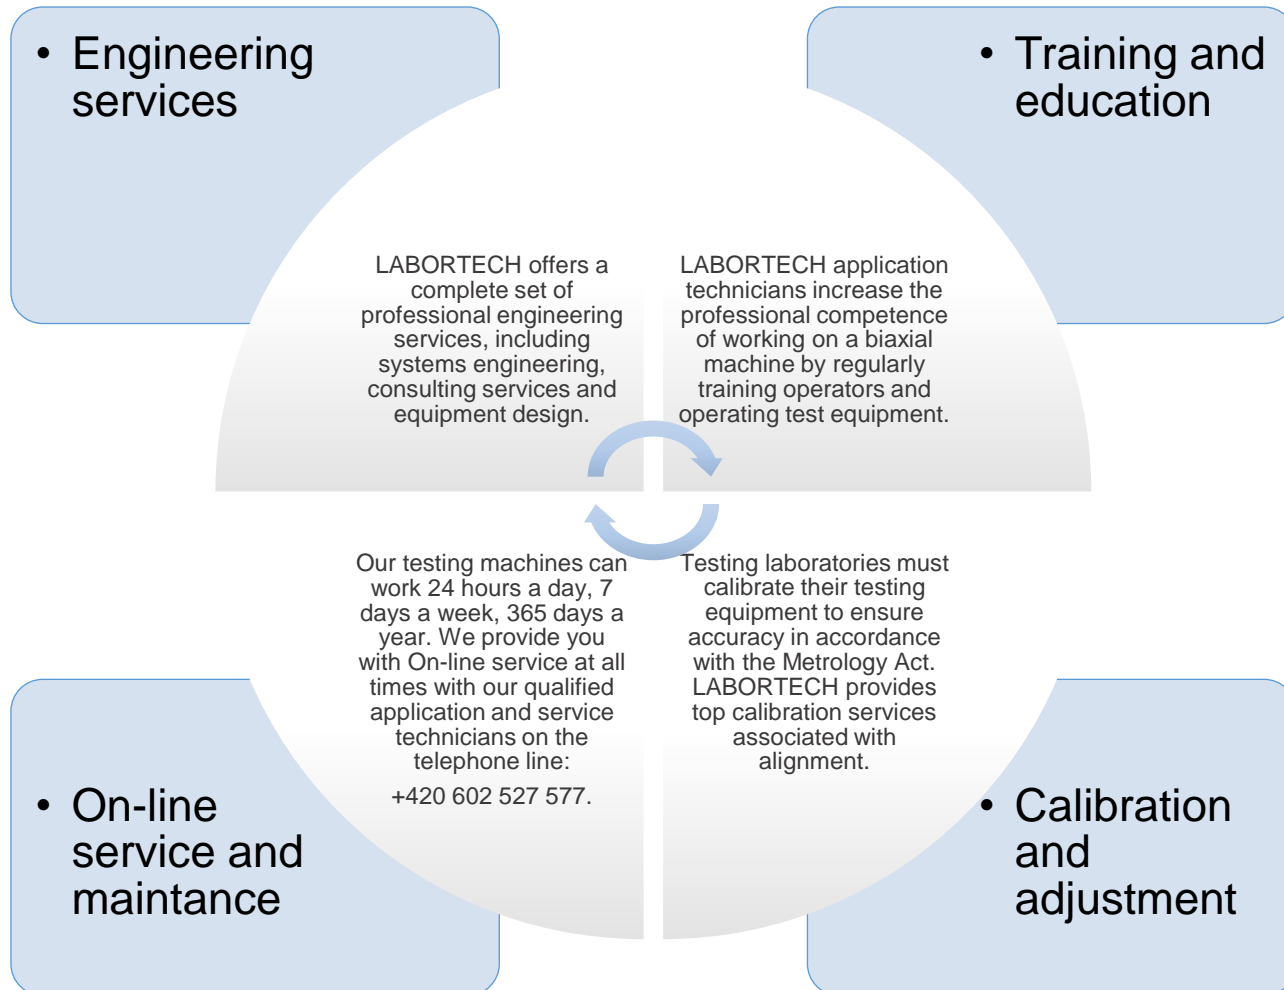 • Engineering
services
• Training and
education
LABORTECH offers a
complete set of
professional engineering
services, including
systems engineering,
consulting services and
equipment design.
LABORTECH application
technicians increase the
professional competence
of working on a biaxial
machine by regularly
training operators and
operating test equipment.
Our testing machines can
work 24 hours a day, 7
days a week, 365 days a
year. We provide you
with On-line service at all
times with our qualified
application and service
technicians on the
telephone line:
+420 602 527 577.
Testing laboratories must
calibrate their testing
equipment to ensure
accuracy in accordance
with the Metrology Act.
LABORTECH provides
top calibration services
associated with
alignment.
• On-line
service and
maintance
• Calibration
and
adjustment